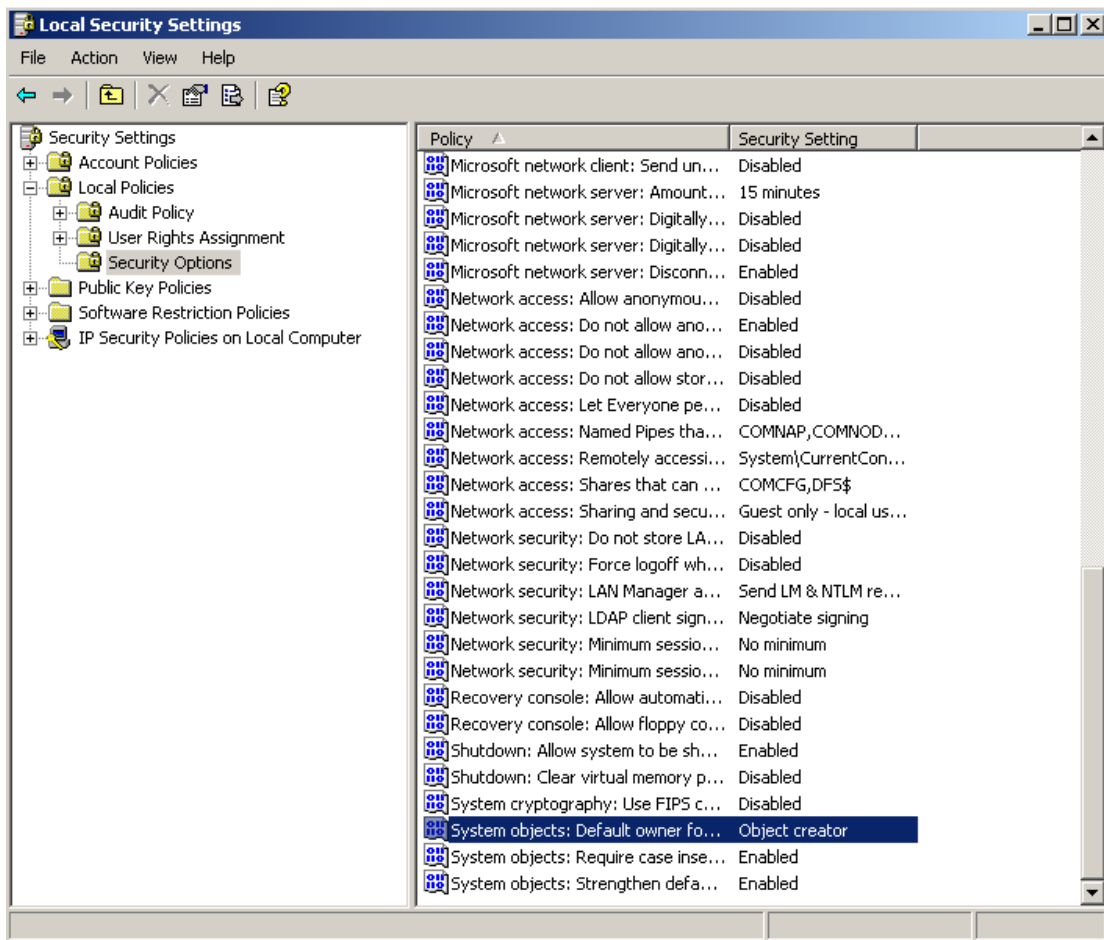 Local Security Settings
File Action View Help
Security Settings
Account Policies
Local Policies
Audit Policy
User Rights Assignment
Security Options
Public Key Policies
Software Restriction Policies
IP Security Policies on Local Computer
Policy Security Setting
Microsoft network client: Send un... Disabled
Microsoft network server: Amount... 15 minutes
Microsoft network server: Digitally... Disabled
Microsoft network server: Digitally... Disabled
Microsoft network server: Disconn... Enabled
Network access: Allow anonymou... Disabled
Network access: Do not allow ano... Enabled
Network access: Do not allow ano... Disabled
Network access: Do not allow stor... Disabled
Network access: Let Everyone pe... Disabled
Network access: Named Pipes tha... COMNAP,COMNOD...
Network access: Remotely accessi... System\CurrentCon...
Network access: Shares that can ... COMCFG,DFS$
Network access: Sharing and secu... Guest only - local us...
Network security: Do not store LA... Disabled
Network security: Force logoff wh... Disabled
Network security: LAN Manager a... Send LM & NTLM re...
Network security: LDAP client sign... Negotiate signing
Network security: Minimum sessio... No minimum
Network security: Minimum sessio... No minimum
Recovery console: Allow automati... Disabled
Recovery console: Allow floppy co... Disabled
Shutdown: Allow system to be sh... Enabled
Shutdown: Clear virtual memory p... Disabled
System cryptography: Use FIPS c... Disabled
System objects: Default owner fo... Object creator
System objects: Require case inse... Enabled
System objects: Strengthen defa... Enabled